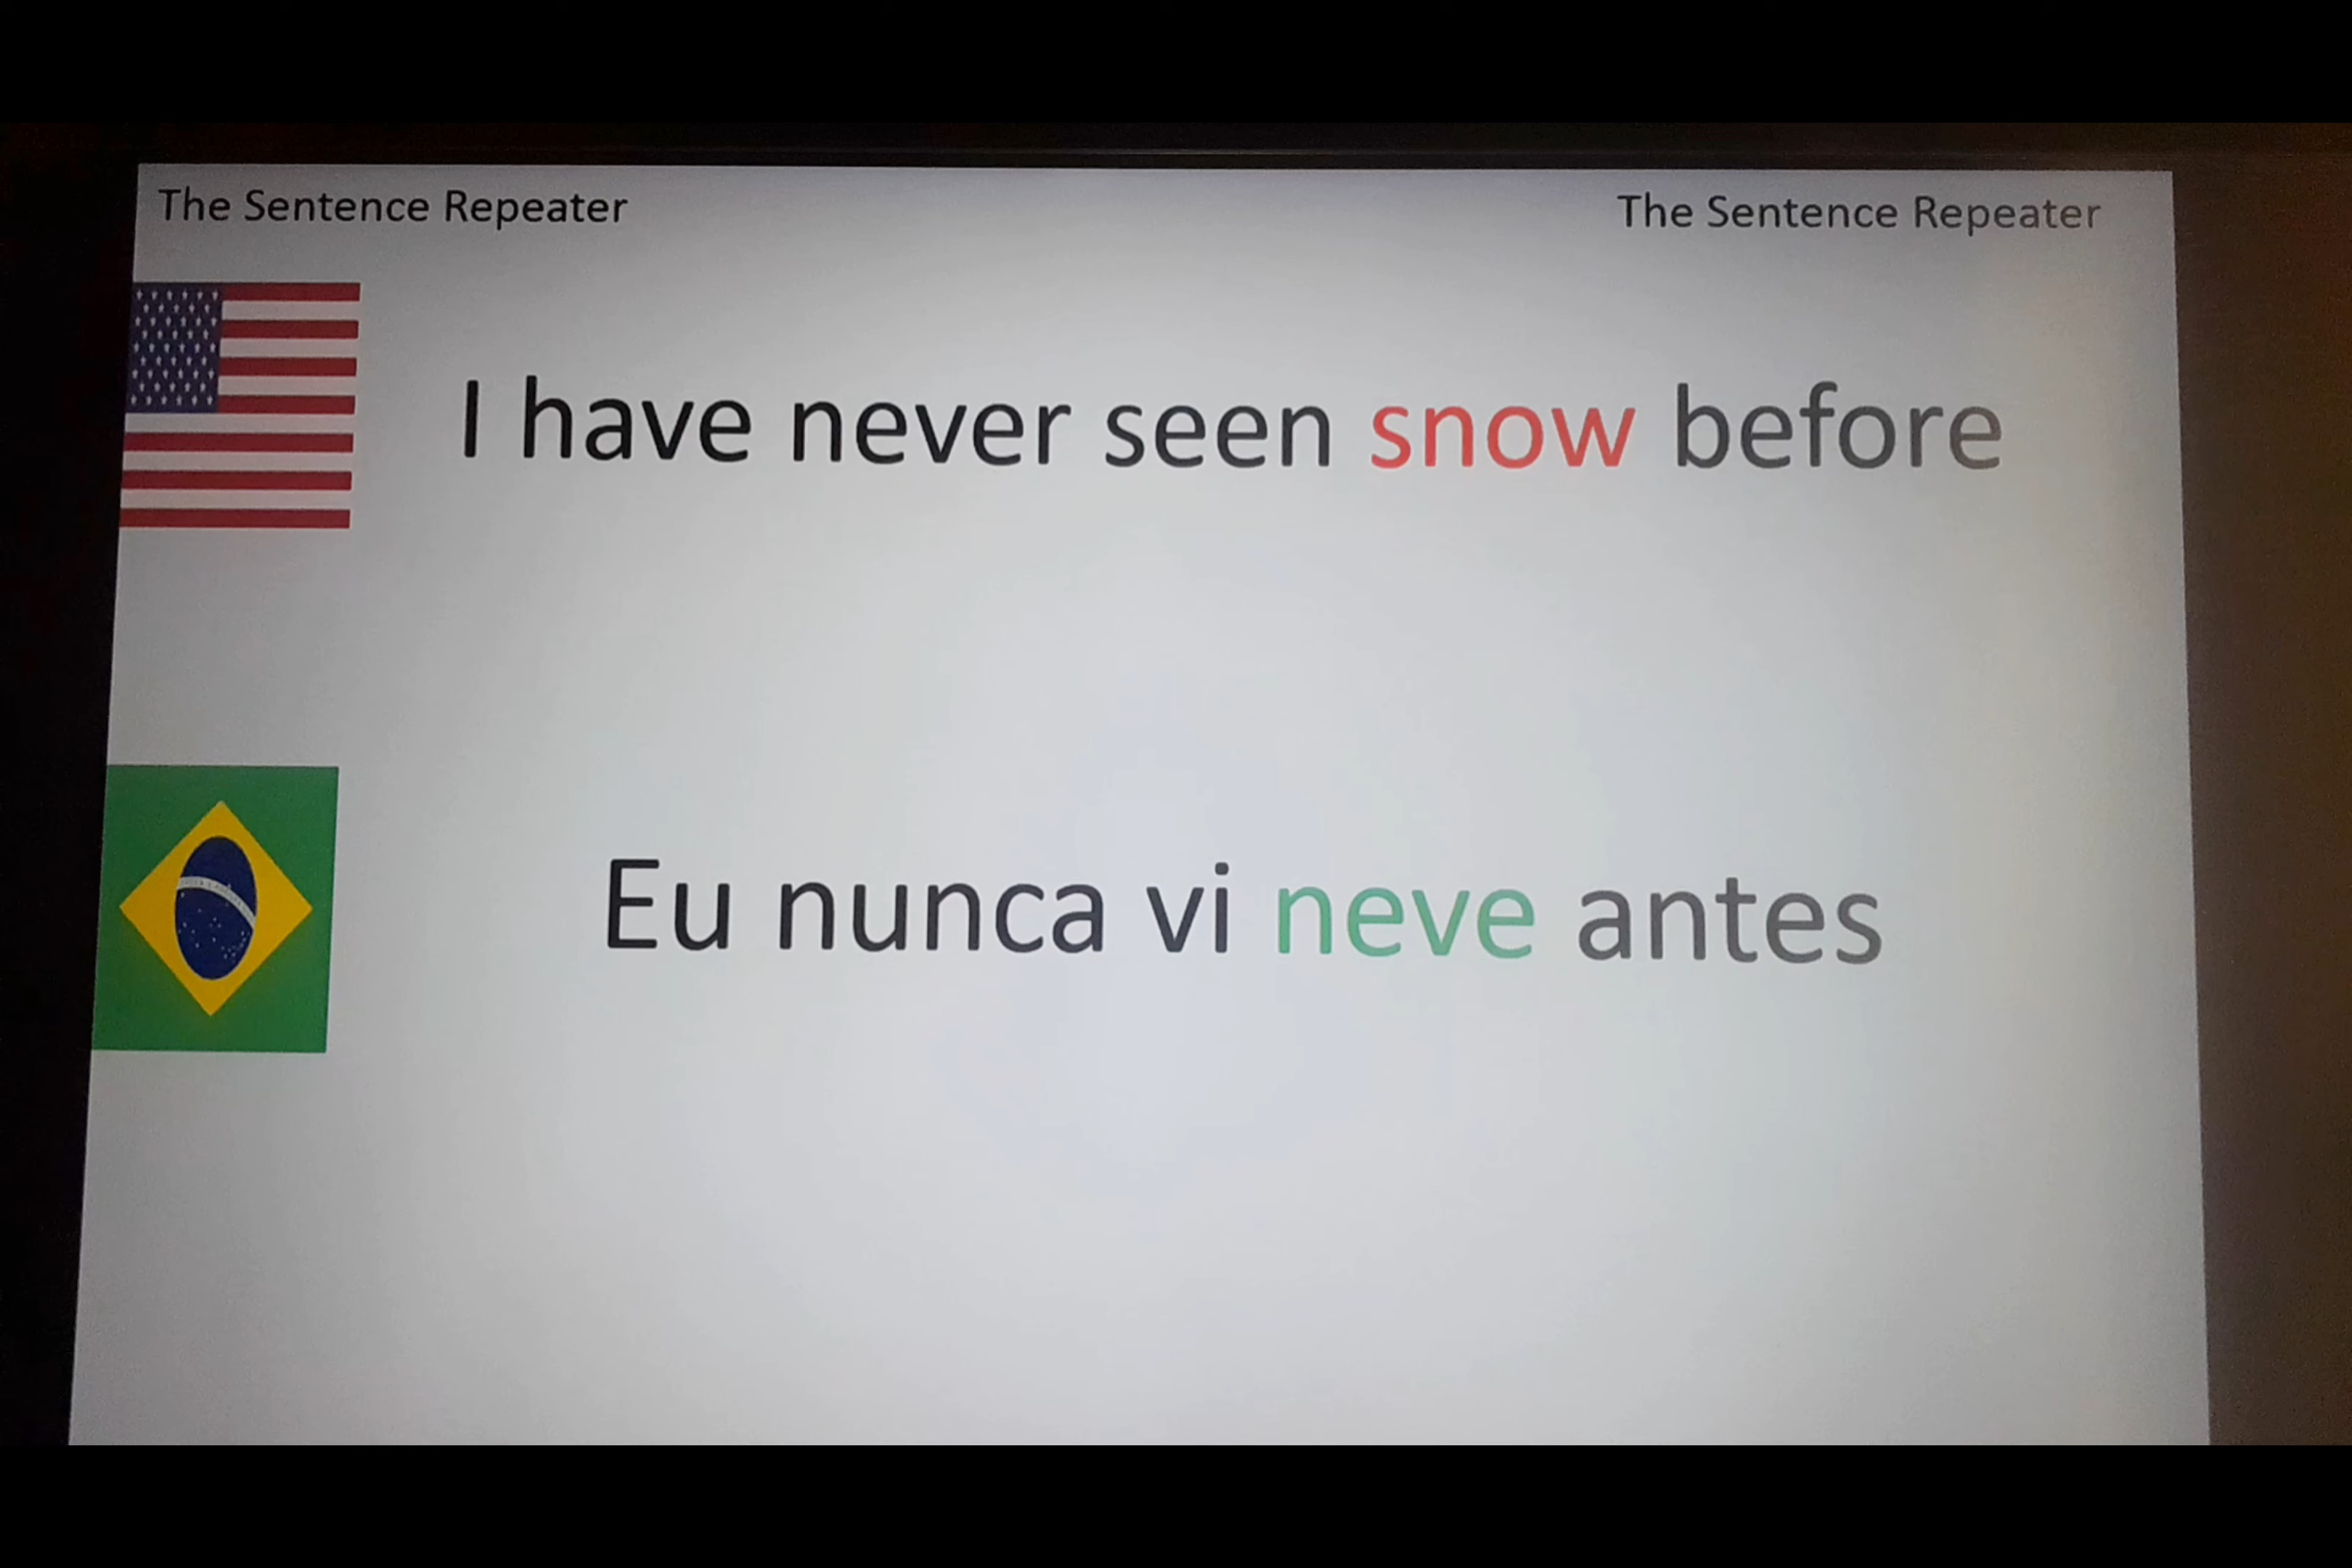 The Sentence Repeater
The Sentence Repeater
I have never seen snow before
Eu nunca vi neve antes